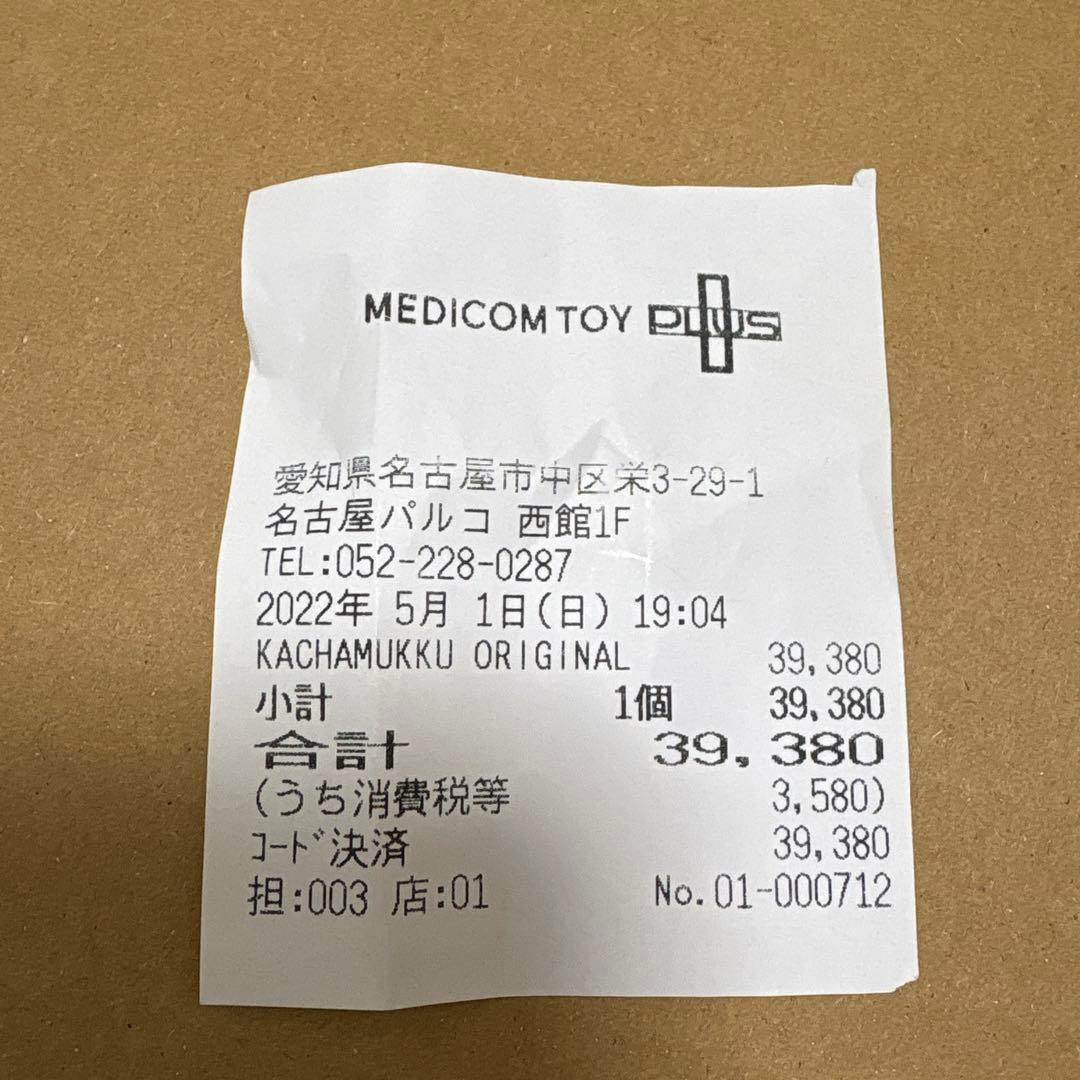 MEDICOM TOY PLUS
愛知県名古屋市中区栄3-29-1
名古屋パルコ 西館1F
TEL:052-228-0287
2022年 5月 1日(日) 19:04
KACHAMUKKU ORIGINAL 39,380
小計 1個 39,380
合計 39,380
(うち消費税等 3,580)
ｺｰﾄﾞ決済 39,380
担:003 店:01 No.01-000712